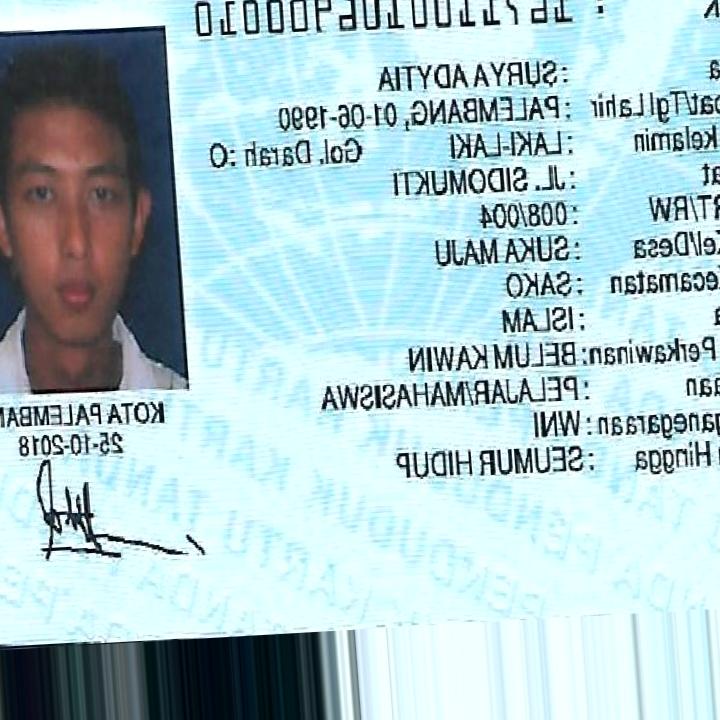 : SURYA ADYTIA
pat/Tgl Lahir : PALEMBANG, 01-06-1990
kelamin : LAKI-LAKI Gol. Darah :O
at : JL. SIDOMUKTI
RT/RW : 008/004
Kel/Desa : SUKA MAJU
Kecamatan : SAKO
a : ISLAM
Perkawinan: BELUM KAWIN
aan : PELAJAR/MAHASISWA
ganegaraan: WNI
Hingga : SEUMUR HIDUP
KOTA PALEMBAN
25-10-2018